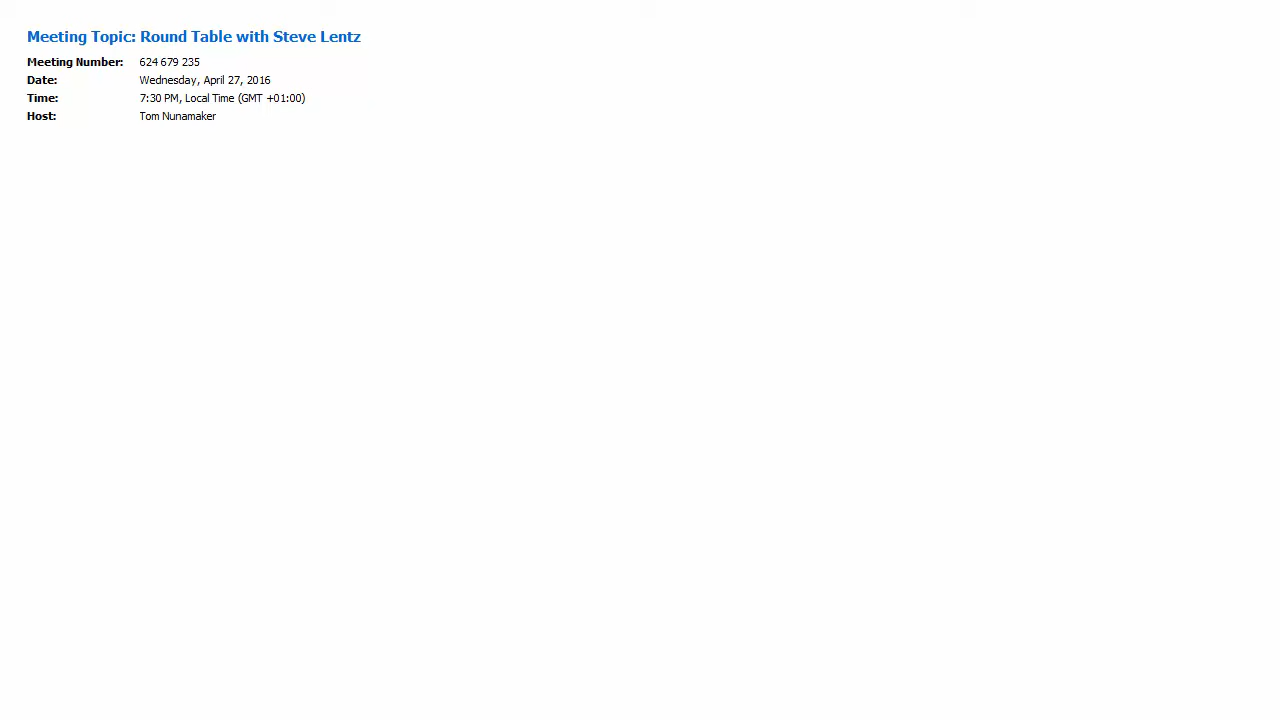 Meeting Topic: Round Table with Steve Lentz
Meeting Number: 624 679 235
Date: Wednesday, April 27, 2016
Time: 7:30 PM, Local Time (GMT +01:00)
Host: Tom Nunamaker